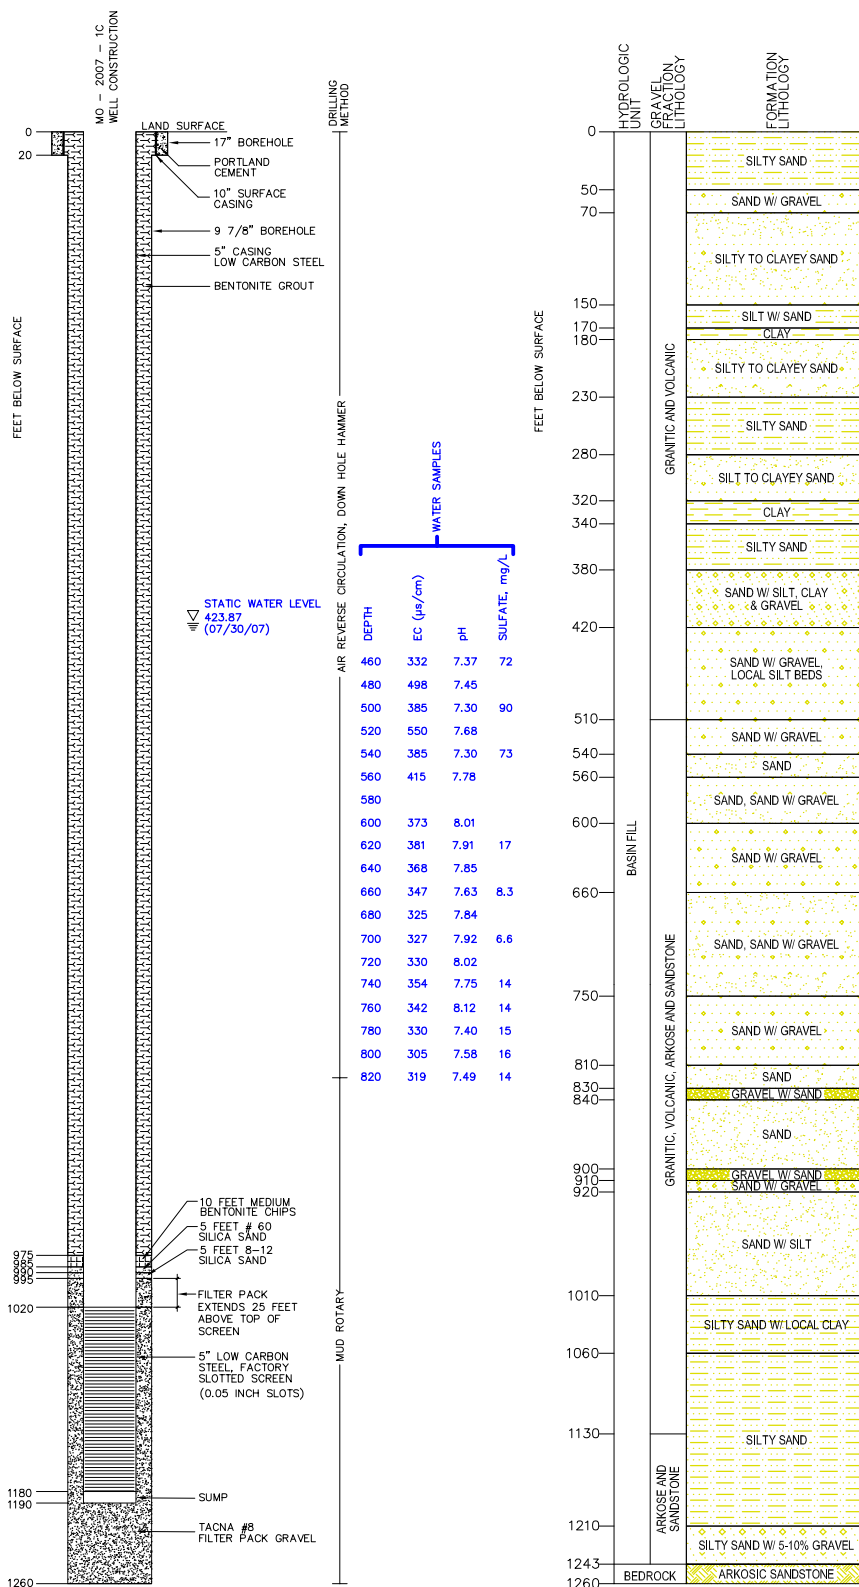 MO – 2007 – 1C
WELL CONSTRUCTION
DRILLING
METHOD
HYDROLOGIC
UNIT
GRAVEL
FRACTION
LITHOLOGY
FORMATION
LITHOLOGY
LAND SURFACE
0
20
975
985
990
995
1020
1180
1190
1260
FEET BELOW SURFACE
17" BOREHOLE
PORTLAND
CEMENT
10" SURFACE
CASING
9 7/8" BOREHOLE
5" CASING
LOW CARBON STEEL
BENTONITE GROUT
STATIC WATER LEVEL
423.87
(07/30/07)
10 FEET MEDIUM
BENTONITE CHIPS
5 FEET # 60
SILICA SAND
5 FEET 8–12
SILICA SAND
FILTER PACK
EXTENDS 25 FEET
ABOVE TOP OF
SCREEN
5" LOW CARBON
STEEL, FACTORY
SLOTTED SCREEN
(0.05 INCH SLOTS)
SUMP
TACNA #8
FILTER PACK GRAVEL
AIR REVERSE CIRCULATION, DOWN HOLE HAMMER
MUD ROTARY
WATER SAMPLES
DEPTH EC (µs/cm) pH SULFATE, mg/L
460 332 7.37 72
480 498 7.45
500 385 7.30 90
520 550 7.68
540 385 7.30 73
560 415 7.78
580
600 373 8.01
620 381 7.91 17
640 368 7.85
660 347 7.63 8.3
680 325 7.84
700 327 7.92 6.6
720 330 8.02
740 354 7.75 14
760 342 8.12 14
780 330 7.40 15
800 305 7.58 16
820 319 7.49 14
FEET BELOW SURFACE
0
50
70
150
170
180
230
280
320
340
380
420
510
540
560
600
660
750
810
830
840
900
910
920
1010
1060
1130
1210
1243
1260
BASIN FILL
BEDROCK
GRANITIC AND VOLCANIC
GRANITIC, VOLCANIC, ARKOSE AND SANDSTONE
ARKOSE AND
SANDSTONE
SILTY SAND
SAND W/ GRAVEL
SILTY TO CLAYEY SAND
SILT W/ SAND
CLAY
SILTY TO CLAYEY SAND
SILTY SAND
SILT TO CLAYEY SAND
CLAY
SILTY SAND
SAND W/ SILT, CLAY
& GRAVEL
SAND W/ GRAVEL,
LOCAL SILT BEDS
SAND W/ GRAVEL
SAND
SAND, SAND W/ GRAVEL
SAND W/ GRAVEL
SAND, SAND W/ GRAVEL
SAND W/ GRAVEL
SAND
GRAVEL W/ SAND
SAND
GRAVEL W/ SAND
SAND W/ GRAVEL
SAND W/ SILT
SILTY SAND W/ LOCAL CLAY
SILTY SAND
SILTY SAND W/ 5-10% GRAVEL
ARKOSIC SANDSTONE